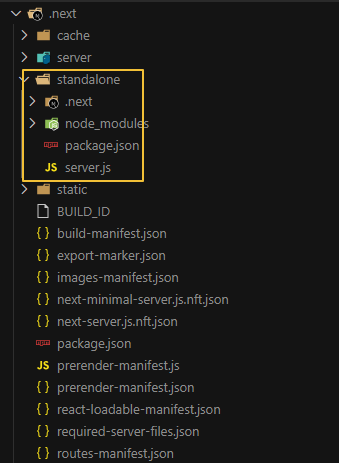 .next
cache
server
standalone
.next
node_modules
package.json
JS server.js
static
BUILD_ID
{ } build-manifest.json
{ } export-marker.json
{ } images-manifest.json
{ } next-minimal-server.js.nft.json
{ } next-server.js.nft.json
package.json
JS prerender-manifest.js
{ } prerender-manifest.json
{ } react-loadable-manifest.json
{ } required-server-files.json
{ } routes-manifest.json